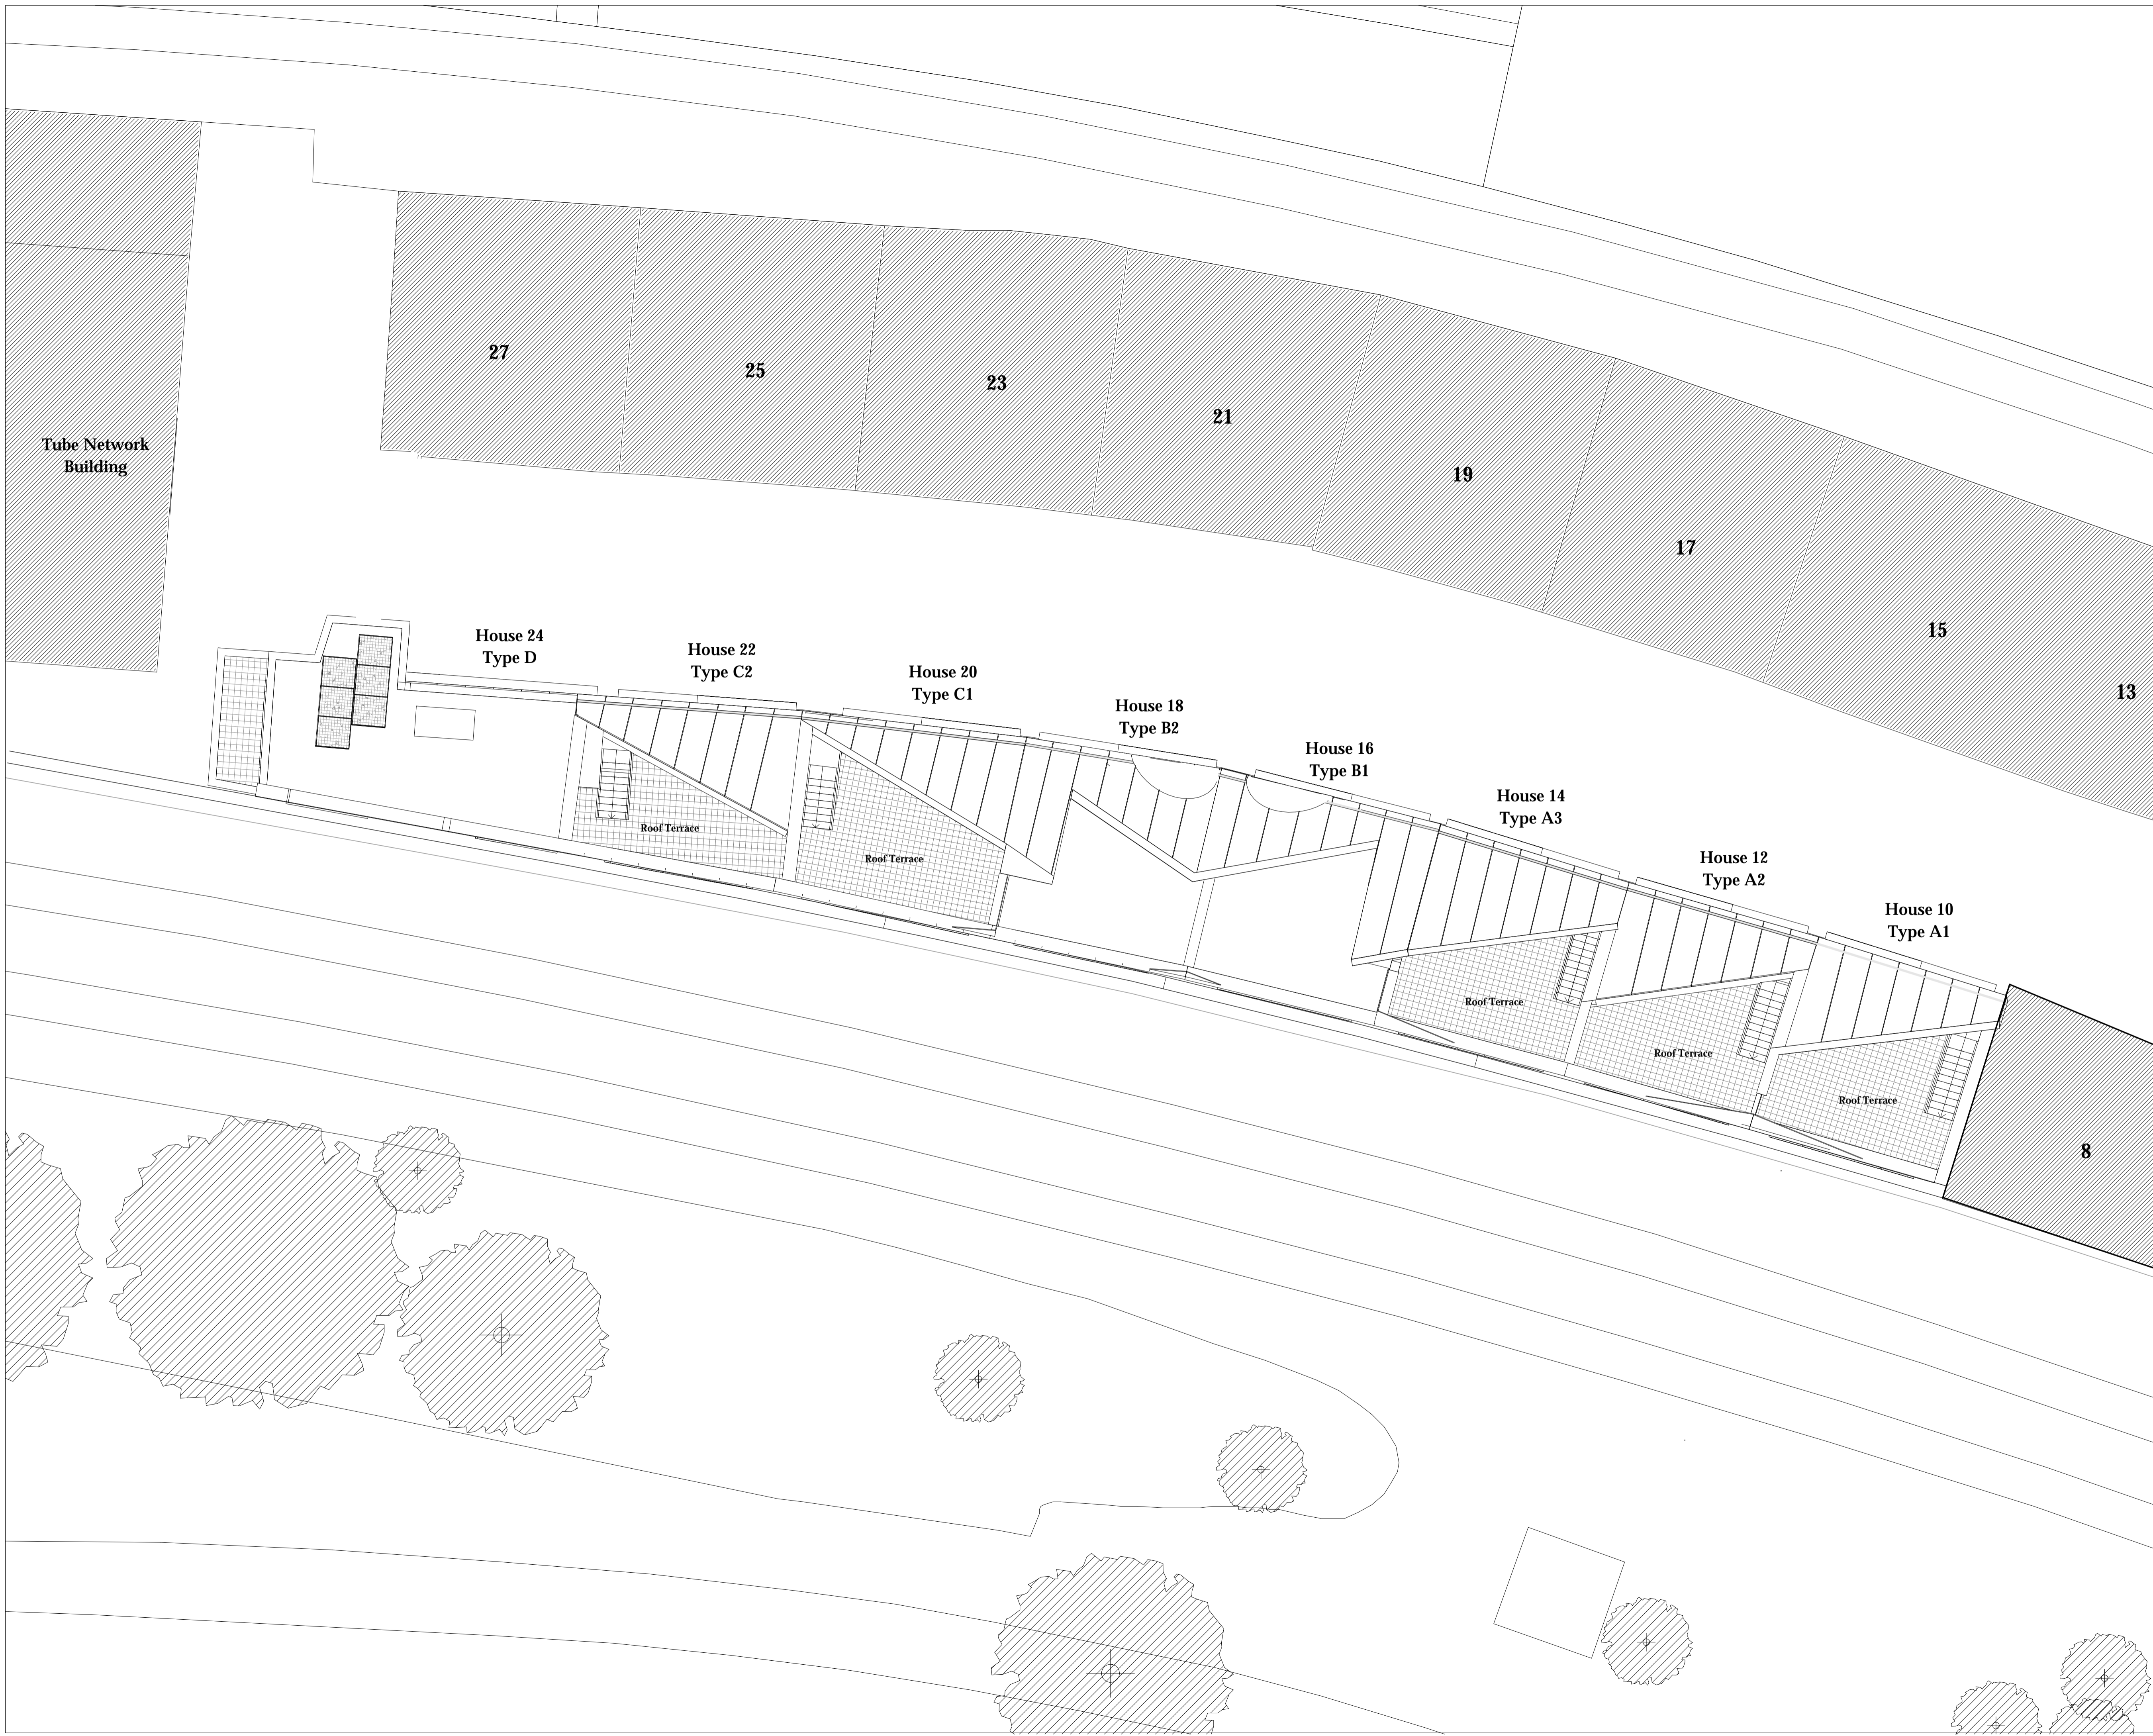 27
25
23
21
19
17
15
13
Tube Network
Building
House 24
Type D
House 22
Type C2
House 20
Type C1
House 18
Type B2
House 16
Type B1
House 14
Type A3
House 12
Type A2
House 10
Type A1
Roof Terrace
Roof Terrace
Roof Terrace
Roof Terrace
Roof Terrace
8